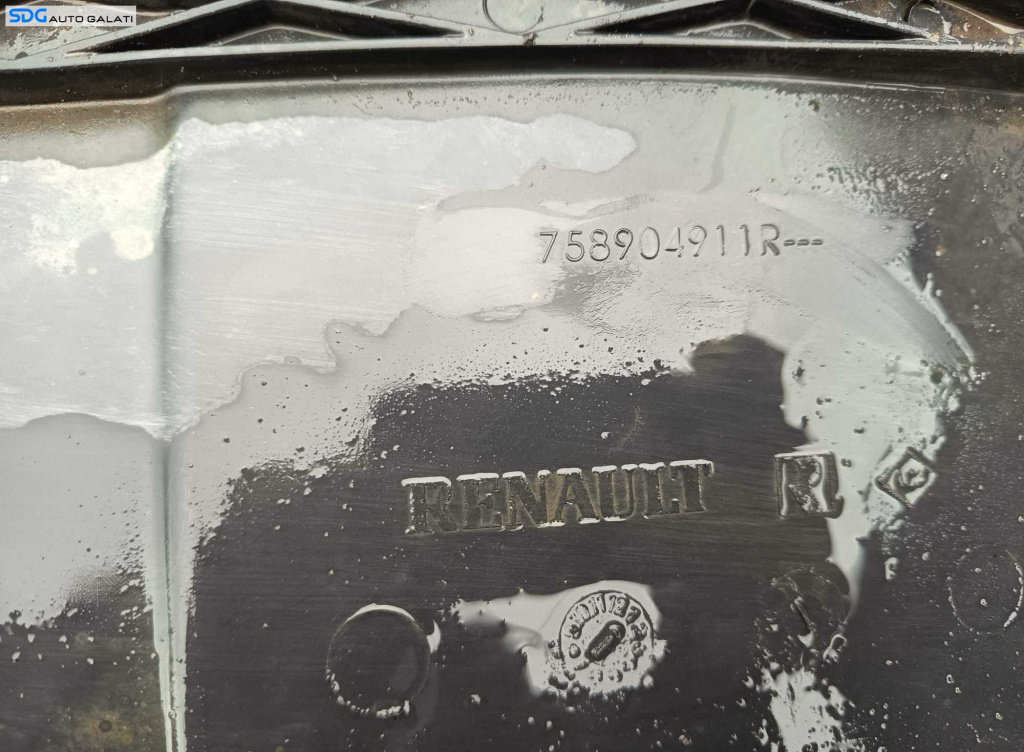 SDG AUTO GALATI
758904911R---
RENAULT